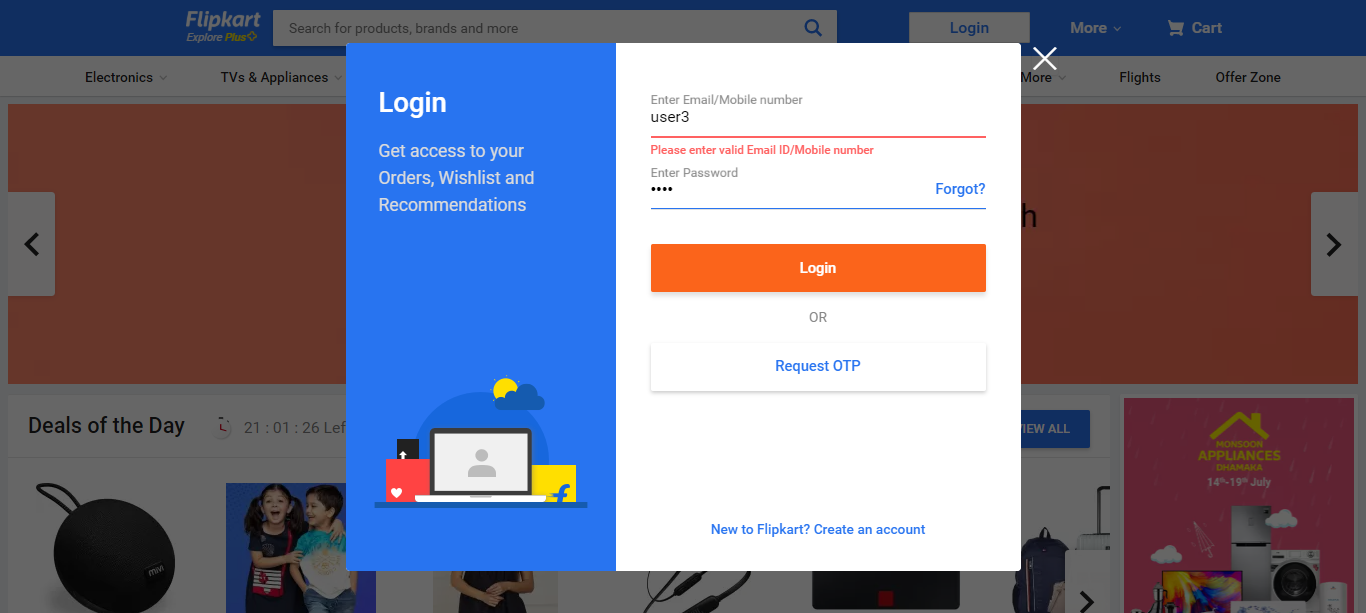 Flipkart
Explore Plus
Search for products, brands and more
Login
More
Cart
Electronics
TVs & Appliances
More
Flights
Offer Zone
Login
Get access to your
Orders, Wishlist and
Recommendations
Enter Email/Mobile number
user3
Please enter valid Email ID/Mobile number
Enter Password
••••
Forgot?
Login
OR
Request OTP
New to Flipkart? Create an account
h
Deals of the Day
21 : 01 : 26 Lef
VIEW ALL
MONSOON
APPLIANCES
DHAMAKA
14th-19th July
mivi